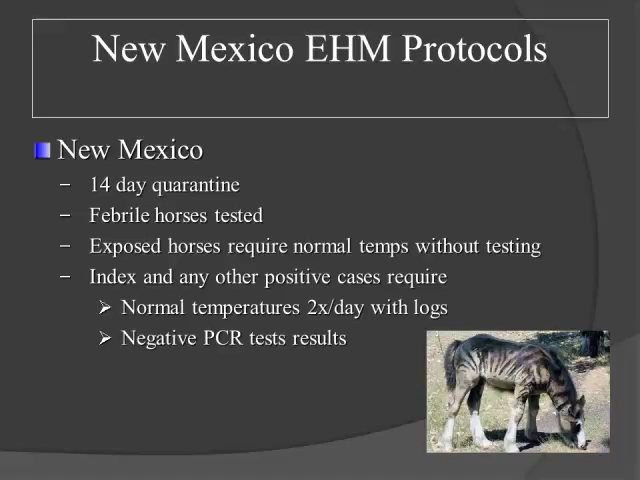 New Mexico EHM Protocols
New Mexico
– 14 day quarantine
– Febrile horses tested
– Exposed horses require normal temps without testing
– Index and any other positive cases require
➢ Normal temperatures 2x/day with logs
➢ Negative PCR tests results